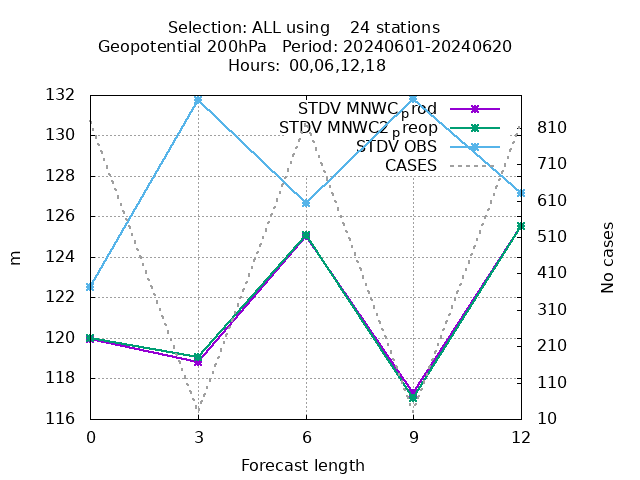 Selection: ALL using    24 stations
Geopotential 200hPa   Period: 20240601-20240620
Hours:  00,06,12,18
132
130
128
126
124
122
120
118
116
m
STDV MNWC_prod
STDV MNWC2_preop
STDV OBS
CASES
810
710
610
510
410
310
210
110
10
No cases
0 3 6 9 12
Forecast length